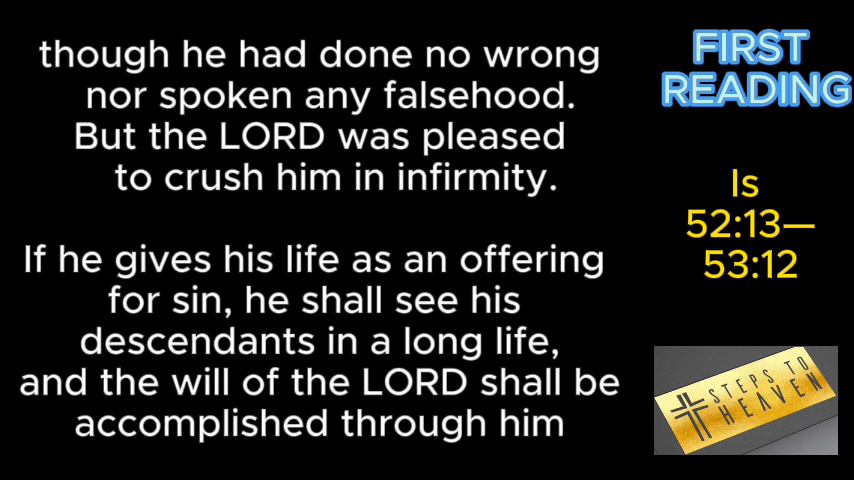 though he had done no wrong
nor spoken any falsehood.
But the LORD was pleased
to crush him in infirmity.
If he gives his life as an offering
for sin, he shall see his
descendants in a long life,
and the will of the LORD shall be
accomplished through him
FIRST
READING
Is
52:13—
53:12
STEPS TO
HEAVEN